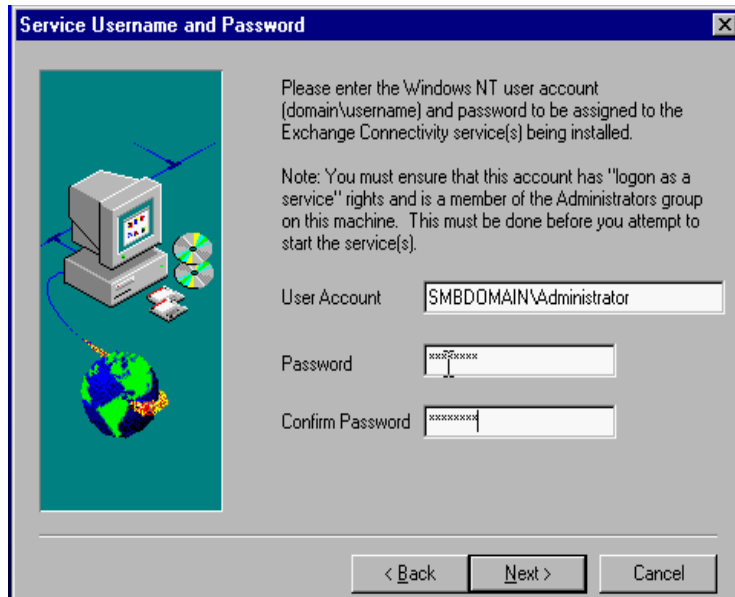 Service Username and Password
Please enter the Windows NT user account
(domain\username) and password to be assigned to the
Exchange Connectivity service(s) being installed.
Note: You must ensure that this account has "logon as a
service" rights and is a member of the Administrators group
on this machine. This must be done before you attempt to
start the service(s).
User Account SMBDOMAIN\Administrator
Password ********
Confirm Password ********
< Back Next > Cancel